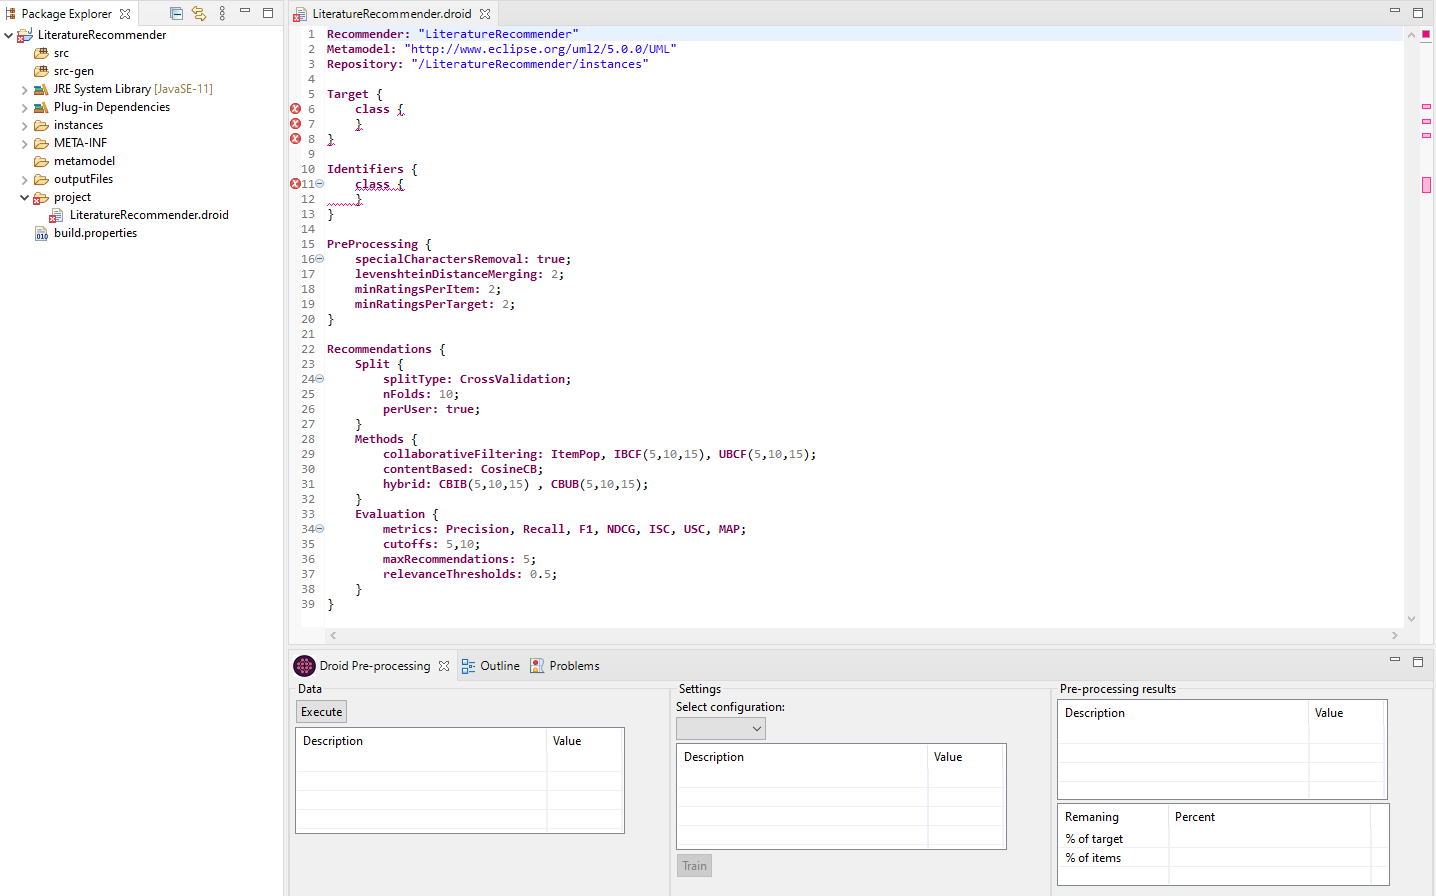 Package Explorer
LiteratureRecommender
src
src-gen
JRE System Library [JavaSE-11]
Plug-in Dependencies
instances
META-INF
metamodel
outputFiles
project
LiteratureRecommender.droid
build.properties
LiteratureRecommender.droid
1 Recommender: "LiteratureRecommender"
2 Metamodel: "http://www.eclipse.org/uml2/5.0.0/UML"
3 Repository: "/LiteratureRecommender/instances"
4
5 Target {
6 class {
7 }
8 }
9
10 Identifiers {
11 class {
12 }
13 }
14
15 PreProcessing {
16 specialCharactersRemoval: true;
17 levenshteinDistanceMerging: 2;
18 minRatingsPerItem: 2;
19 minRatingsPerTarget: 2;
20 }
21
22 Recommendations {
23 Split {
24 splitType: CrossValidation;
25 nFolds: 10;
26 perUser: true;
27 }
28 Methods {
29 collaborativeFiltering: ItemPop, IBCF(5,10,15), UBCF(5,10,15);
30 contentBased: CosineCB;
31 hybrid: CBIB(5,10,15) , CBUB(5,10,15);
32 }
33 Evaluation {
34 metrics: Precision, Recall, F1, NDCG, ISC, USC, MAP;
35 cutoffs: 5,10;
36 maxRecommendations: 5;
37 relevanceThresholds: 0.5;
38 }
39 }
Droid Pre-processing Outline Problems
Data
Execute
Description Value
Settings
Select configuration:
Description Value
Train
Pre-processing results
Description Value
Remaning Percent
% of target
% of items